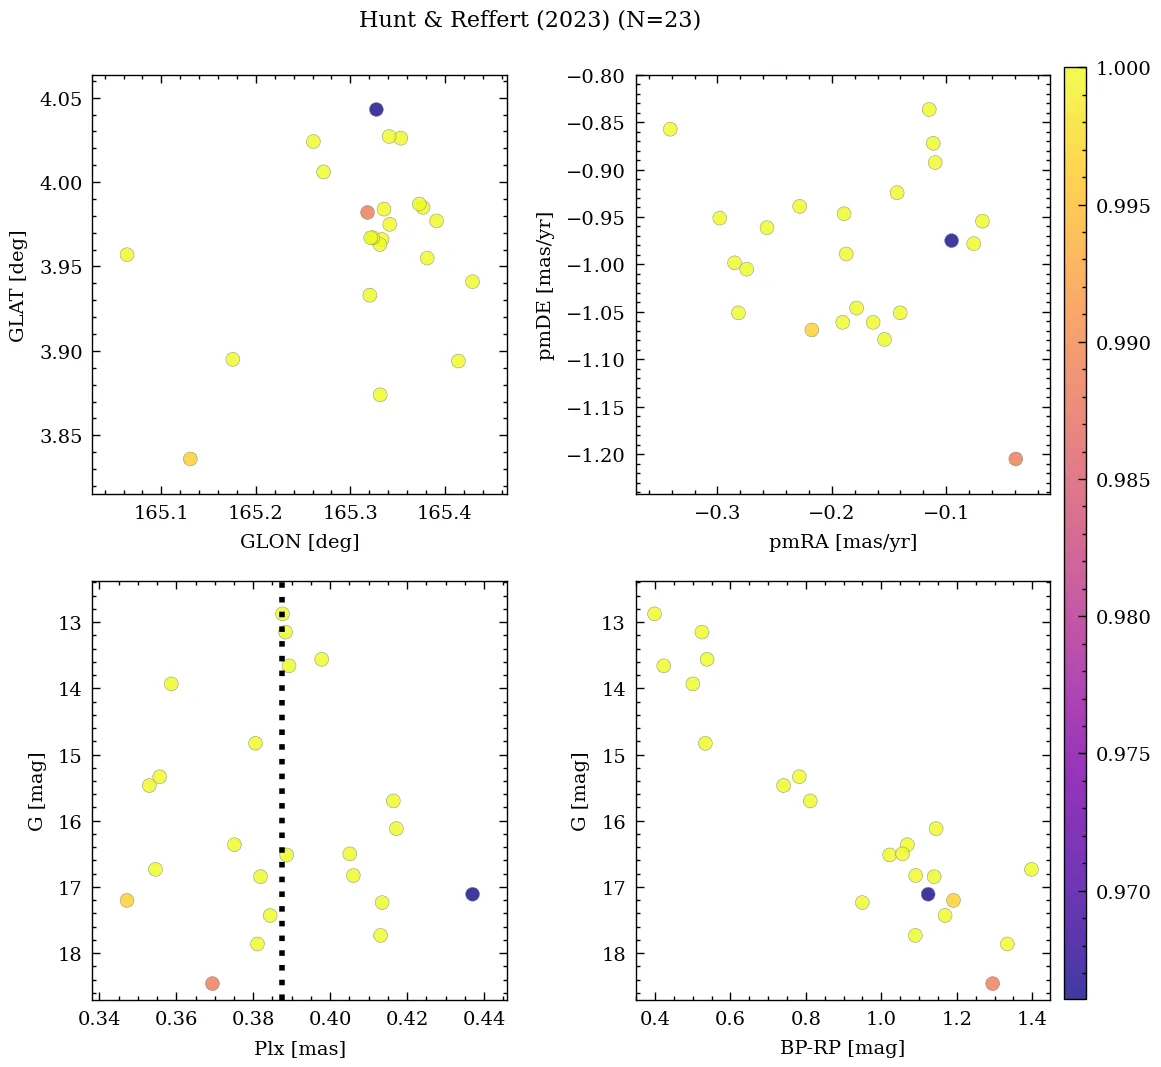 Hunt & Reffert (2023) (N=23)
4.05
4.00
3.95
3.90
3.85
GLAT [deg]
165.1 165.2 165.3 165.4
GLON [deg]
−0.80
−0.85
−0.90
−0.95
−1.00
−1.05
−1.10
−1.15
−1.20
pmDE [mas/yr]
−0.3 −0.2 −0.1
pmRA [mas/yr]
1.000
0.995
0.990
0.985
0.980
0.975
0.970
13
14
15
16
17
18
G [mag]
0.34 0.36 0.38 0.40 0.42 0.44
Plx [mas]
13
14
15
16
17
18
G [mag]
0.4 0.6 0.8 1.0 1.2 1.4
BP-RP [mag]